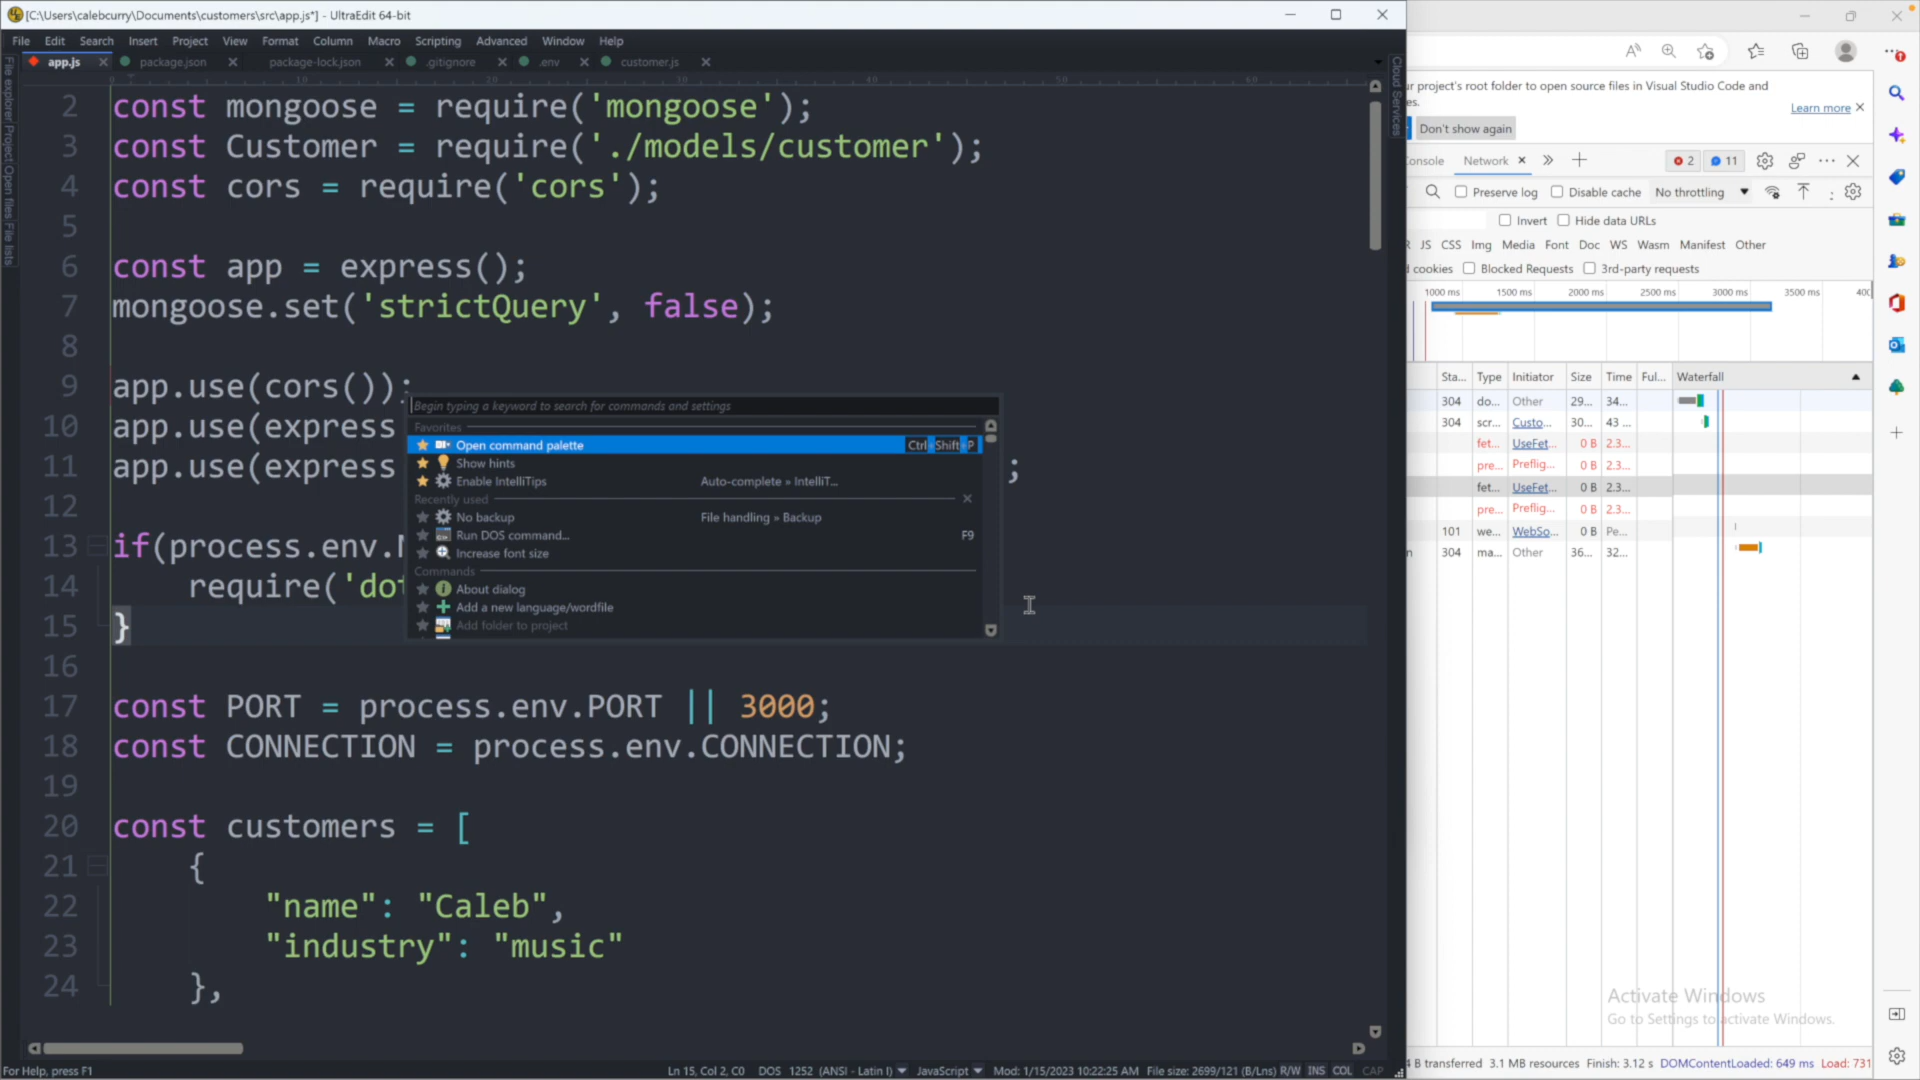 [C:\Users\calebcurry\Documents\customers\src\app.js*] - UltraEdit 64-bit
File Edit Search Insert Project View Format Column Macro Scripting Advanced Window Help
app.js package.json package-lock.json .gitignore .env customer.js
File explorer Project Open files File lists
Cloud Services
2 const mongoose = require('mongoose');
3 const Customer = require('./models/customer');
4 const cors = require('cors');
5
6 const app = express();
7 mongoose.set('strictQuery', false);
8
9 app.use(cors());
10 app.use(express
11 app.use(express ;
12
13 if(process.env.
14 require('dot
15 }
16
17 const PORT = process.env.PORT || 3000;
18 const CONNECTION = process.env.CONNECTION;
19
20 const customers = [
21 {
22 "name": "Caleb",
23 "industry": "music"
24 },
Begin typing a keyword to search for commands and settings
Favorites
Open command palette Ctrl+Shift+P
Show hints
Enable IntelliTips Auto-complete » IntelliT...
Recently used
No backup File handling » Backup
Run DOS command... F9
Increase font size
Commands
About dialog
Add a new language/wordfile
Add folder to project
For Help, press F1 Ln 15, Col 2, C0 DOS 1252 (ANSI - Latin I) JavaScript Mod: 1/15/2023 10:22:25 AM File size: 2699/121 (B/Lns) R/W INS COL CAP
ur project's root folder to open source files in Visual Studio Code and
es.
Learn more
Don't show again
onsole Network 2 11
Preserve log Disable cache No throttling
Invert Hide data URLs
R JS CSS Img Media Font Doc WS Wasm Manifest Other
d cookies Blocked Requests 3rd-party requests
1000 ms 1500 ms 2000 ms 2500 ms 3000 ms 3500 ms 400
Sta... Type Initiator Size Time Ful... Waterfall
304 do... Other 29... 34...
304 scr... Custo... 30... 43 ...
fet... UseFet... 0 B 2.3...
pre... Preflig... 0 B 2.3...
fet... UseFet... 0 B 2.3...
pre... Preflig... 0 B 2.3...
101 we... WebSo... 0 B Pe...
n 304 ma... Other 36... 32...
Activate Windows
Go to Settings to activate Windows.
4 B transferred 3.1 MB resources Finish: 3.12 s DOMContentLoaded: 649 ms Load: 731